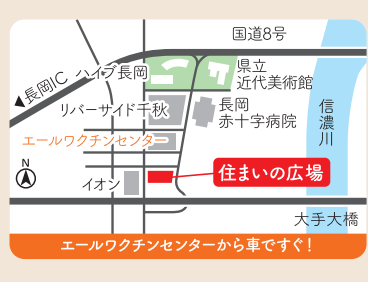 国道8号
県立
近代美術館
長岡IC
ハイブ長岡
リバーサイド千秋
長岡
赤十字病院
信濃川
エールワクチンセンター
N
イオン
住まいの広場
大手大橋
エールワクチンセンターから車ですぐ！